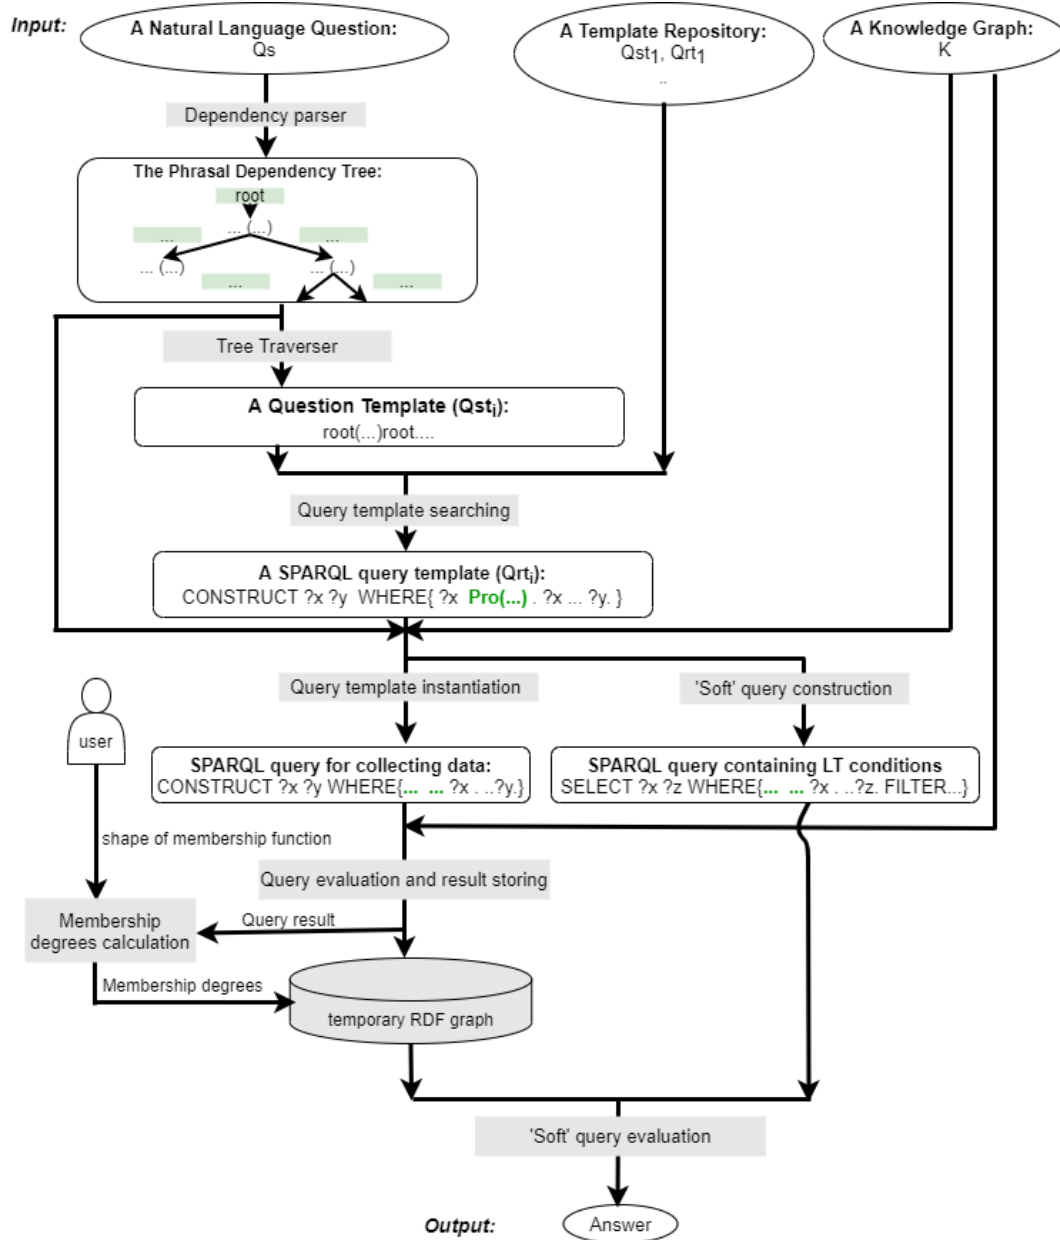 Input:
A Natural Language Question:
Qs
A Template Repository:
Qst1, Qrt1
..
A Knowledge Graph:
K
Dependency parser
The Phrasal Dependency Tree:
root
... (...)
...
...
... (...)
... (...)
...
...
Tree Traverser
A Question Template (Qsti):
root(...)root....
Query template searching
A SPARQL query template (Qrti):
CONSTRUCT ?x ?y WHERE{ ?x Pro(...) . ?x ... ?y. }
Query template instantiation
'Soft' query construction
user
SPARQL query for collecting data:
CONSTRUCT ?x ?y WHERE{... ... ?x . ..?y.}
SPARQL query containing LT conditions
SELECT ?x ?z WHERE{... ... ?x . ..?z. FILTER...}
shape of membership function
Query evaluation and result storing
Membership
degrees calculation
Query result
Membership degrees
temporary RDF graph
'Soft' query evaluation
Output:
Answer